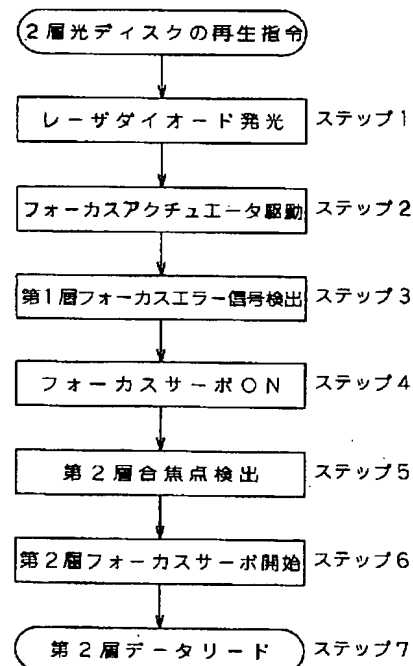 2層光ディスクの再生指令
レーザダイオード発光 ステップ1
フォーカスアクチュエータ駆動 ステップ2
第1層フォーカスエラー信号検出 ステップ3
フォーカスサーボON ステップ4
第2層合焦点検出 ステップ5
第2層フォーカスサーボ開始 ステップ6
第2層データリード ステップ7